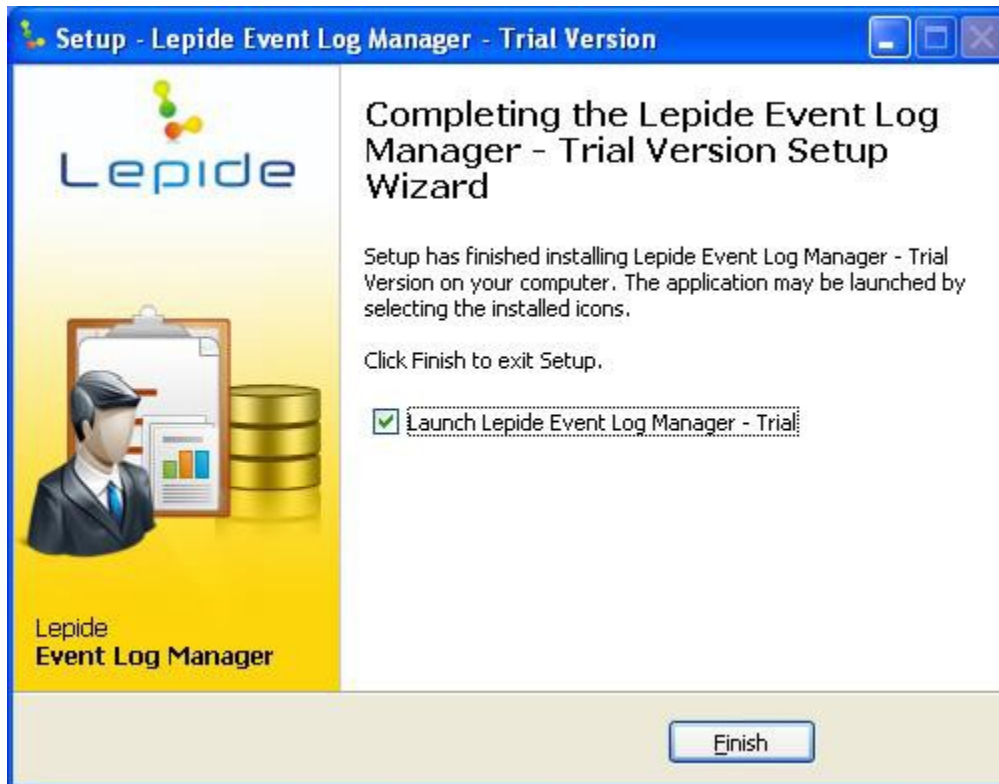 Setup - Lepide Event Log Manager - Trial Version
Lepide
Completing the Lepide Event Log
Manager - Trial Version Setup
Wizard
Setup has finished installing Lepide Event Log Manager - Trial
Version on your computer. The application may be launched by
selecting the installed icons.
Click Finish to exit Setup.
Launch Lepide Event Log Manager - Trial
Lepide
Event Log Manager
Finish